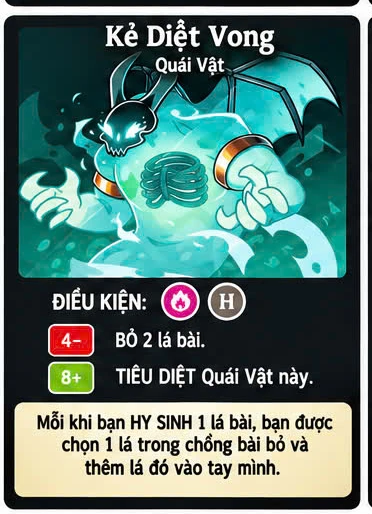 Kẻ Diệt Vong
Quái Vật
ĐIỀU KIỆN: H
4− BỎ 2 lá bài.
8+ TIÊU DIỆT Quái Vật này.
Mỗi khi bạn HY SINH 1 lá bài, bạn được
chọn 1 lá trong chồng bài bỏ và
thêm lá đó vào tay mình.